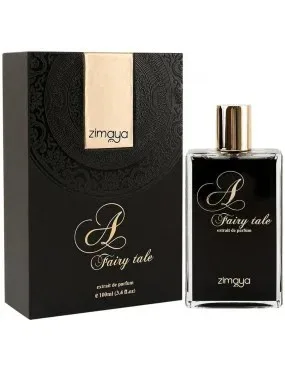 zimaya
A
Fairy tale
extrait de parfum
e 100ml (3.4 fl.oz)
A
Fairy tale
extrait de parfum
zimaya